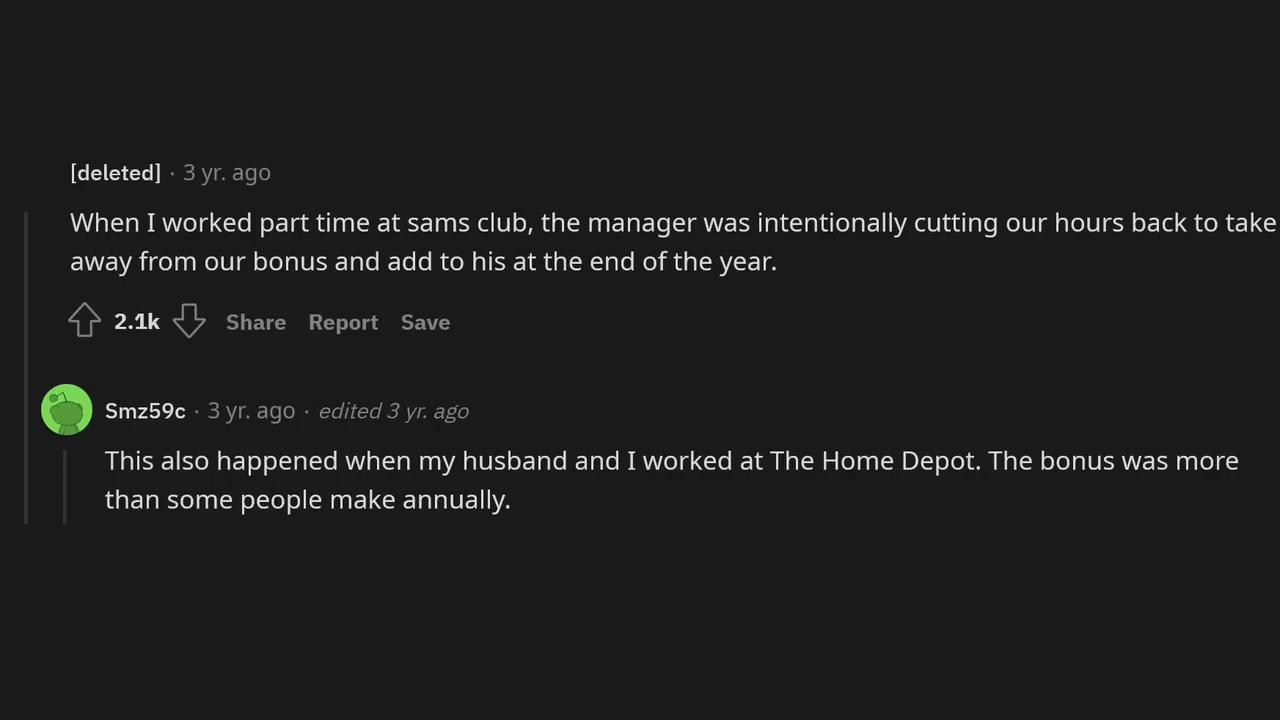 [deleted] · 3 yr. ago
When I worked part time at sams club, the manager was intentionally cutting our hours back to take
away from our bonus and add to his at the end of the year.
2.1k Share Report Save
Smz59c · 3 yr. ago · edited 3 yr. ago
This also happened when my husband and I worked at The Home Depot. The bonus was more
than some people make annually.